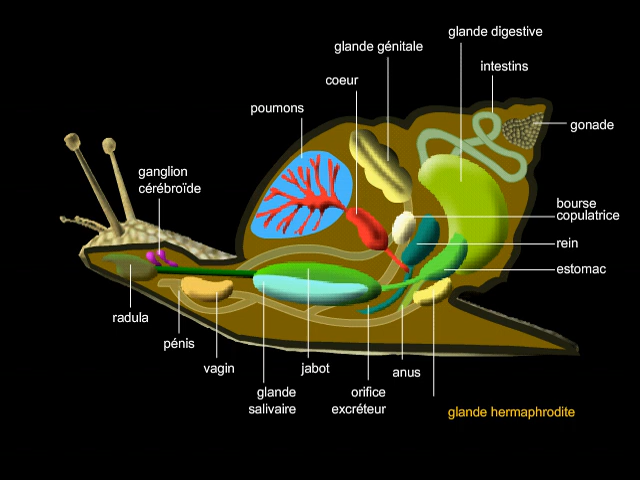 glande digestive
glande génitale
intestins
coeur
poumons
gonade
ganglion
cérébroïde
bourse
copulatrice
rein
estomac
radula
pénis
vagin
jabot
anus
glande
salivaire
orifice
excréteur
glande hermaphrodite